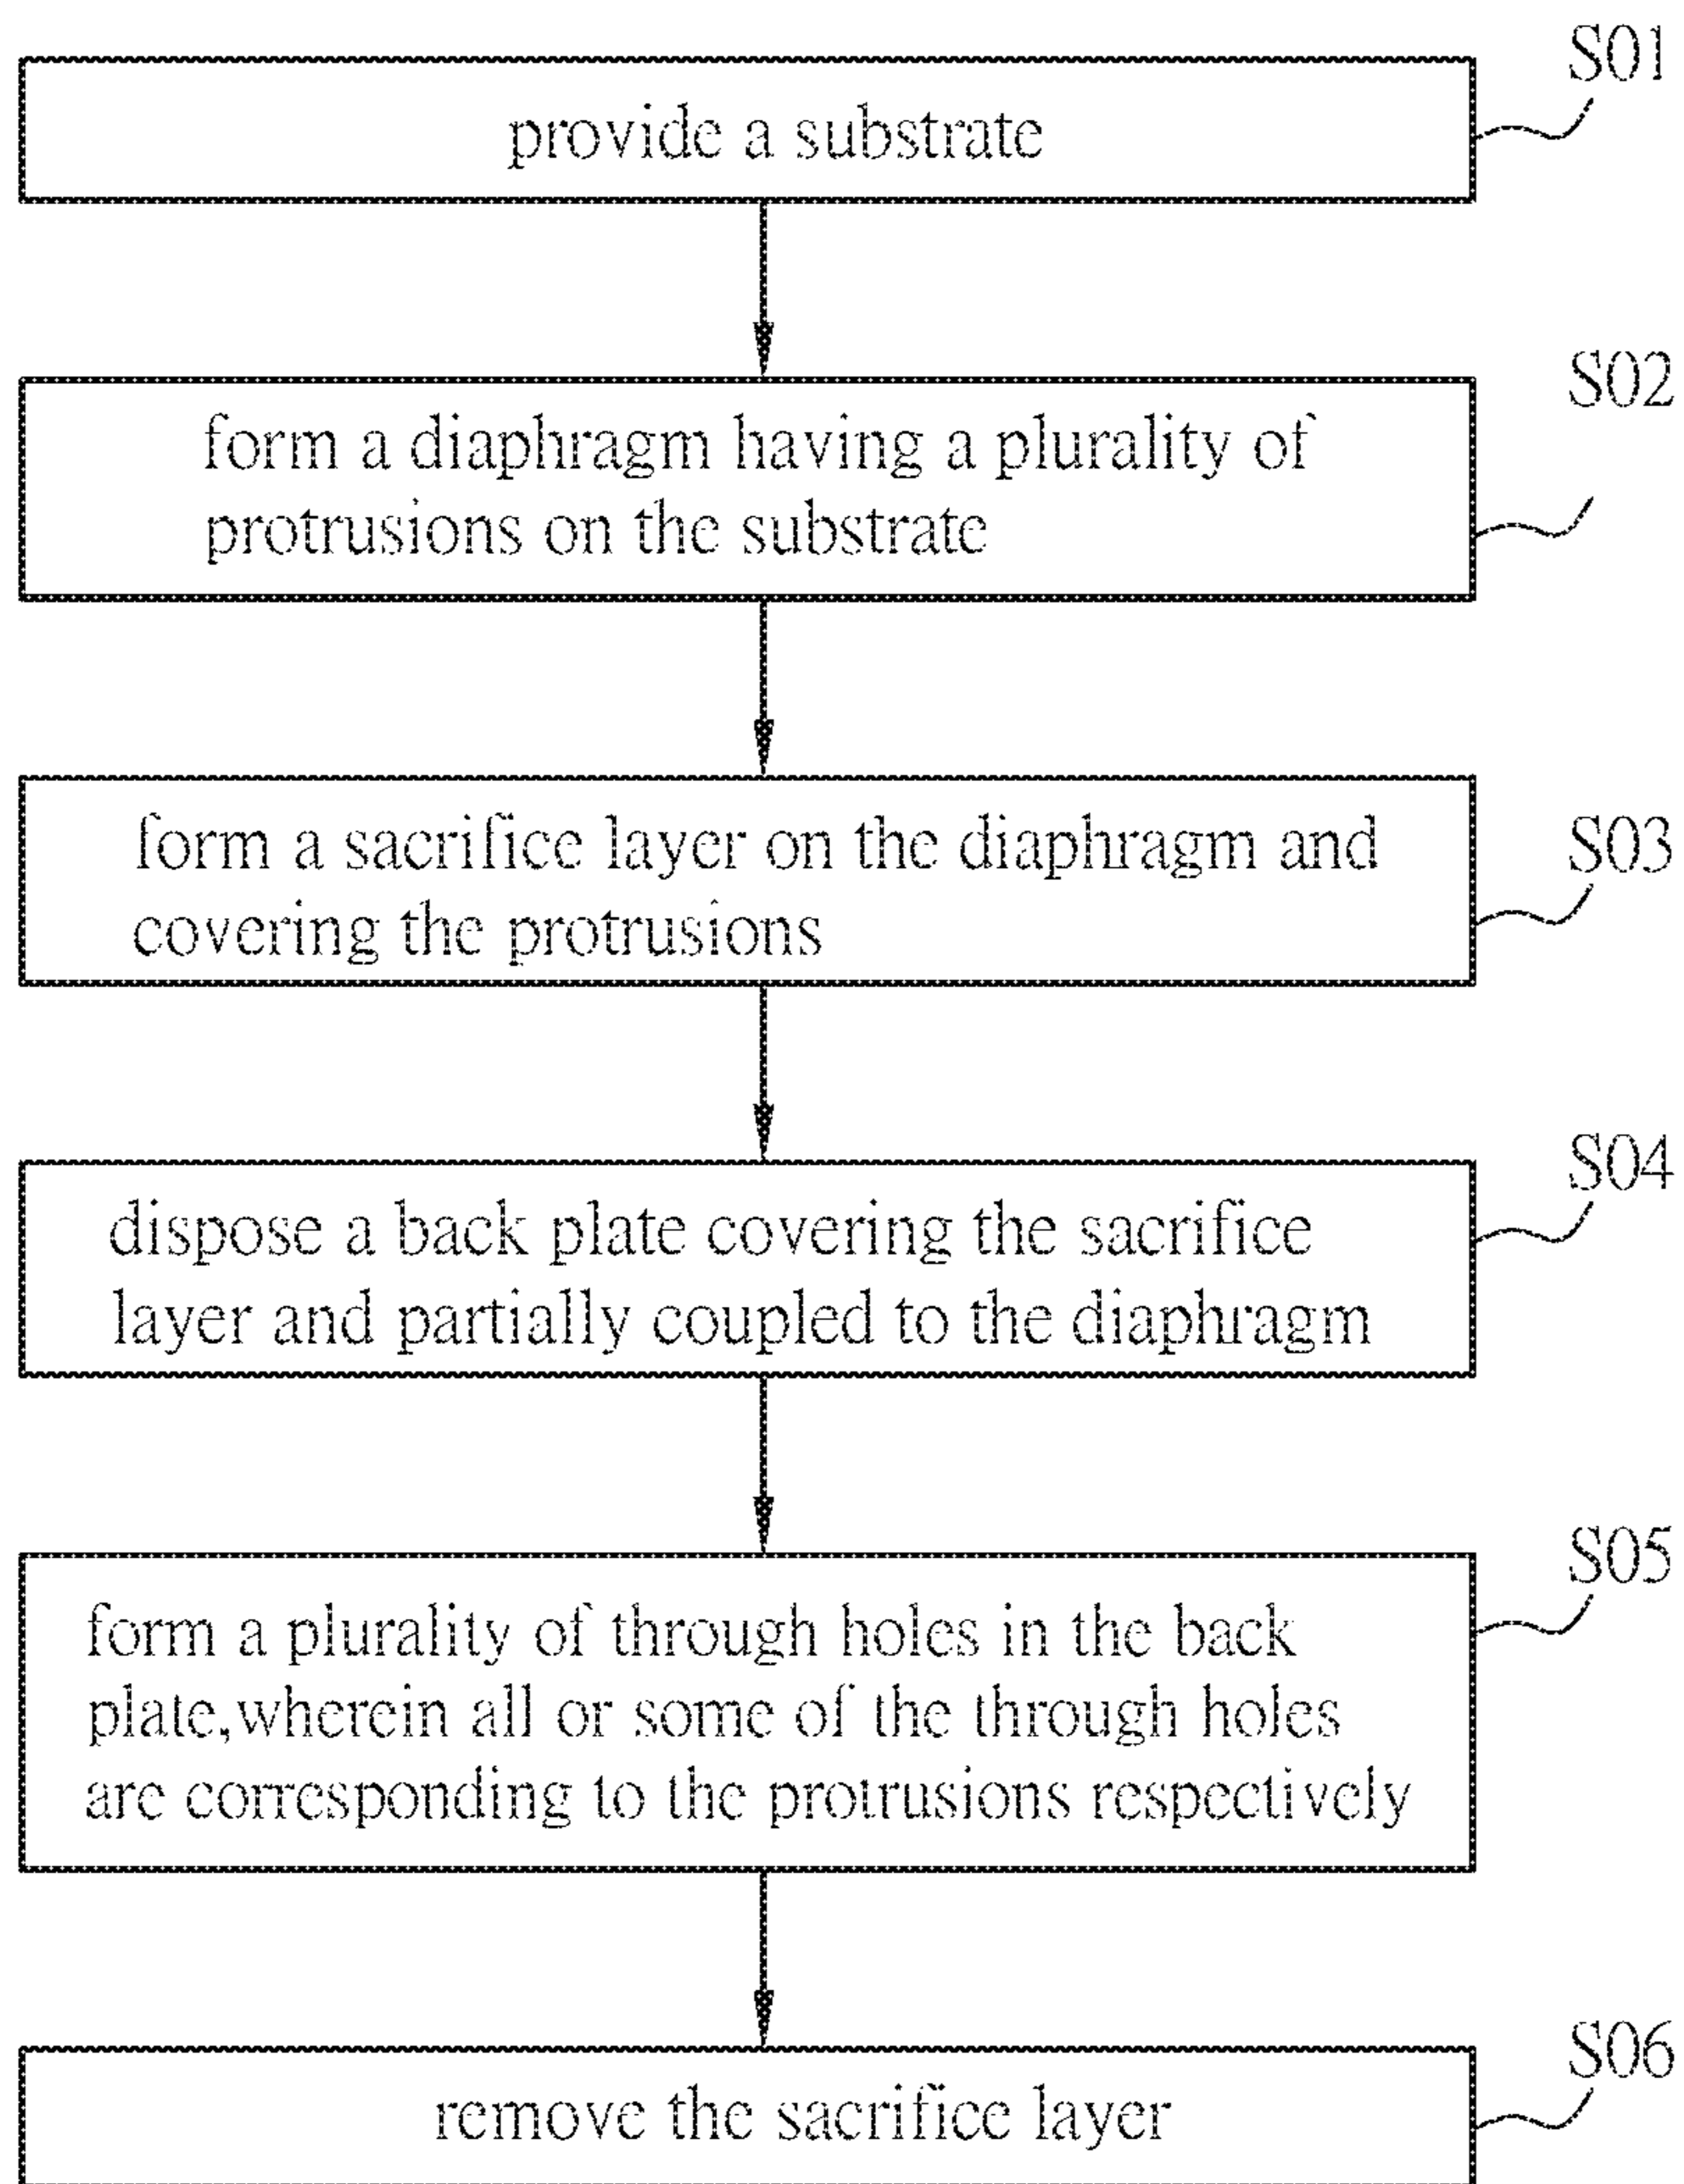 S01
provide a substrate
S02
form a diaphragm having a plurality of
protrusions on the substrate
S03
form a sacrifice layer on the diaphragm and
covering the protrusions
S04
dispose a back plate covering the sacrifice
layer and partially coupled to the diaphragm
S05
form a plurality of through holes in the back
plate,wherein all or some of the through holes
are corresponding to the protrusions respectively
S06
remove the sacrifice layer